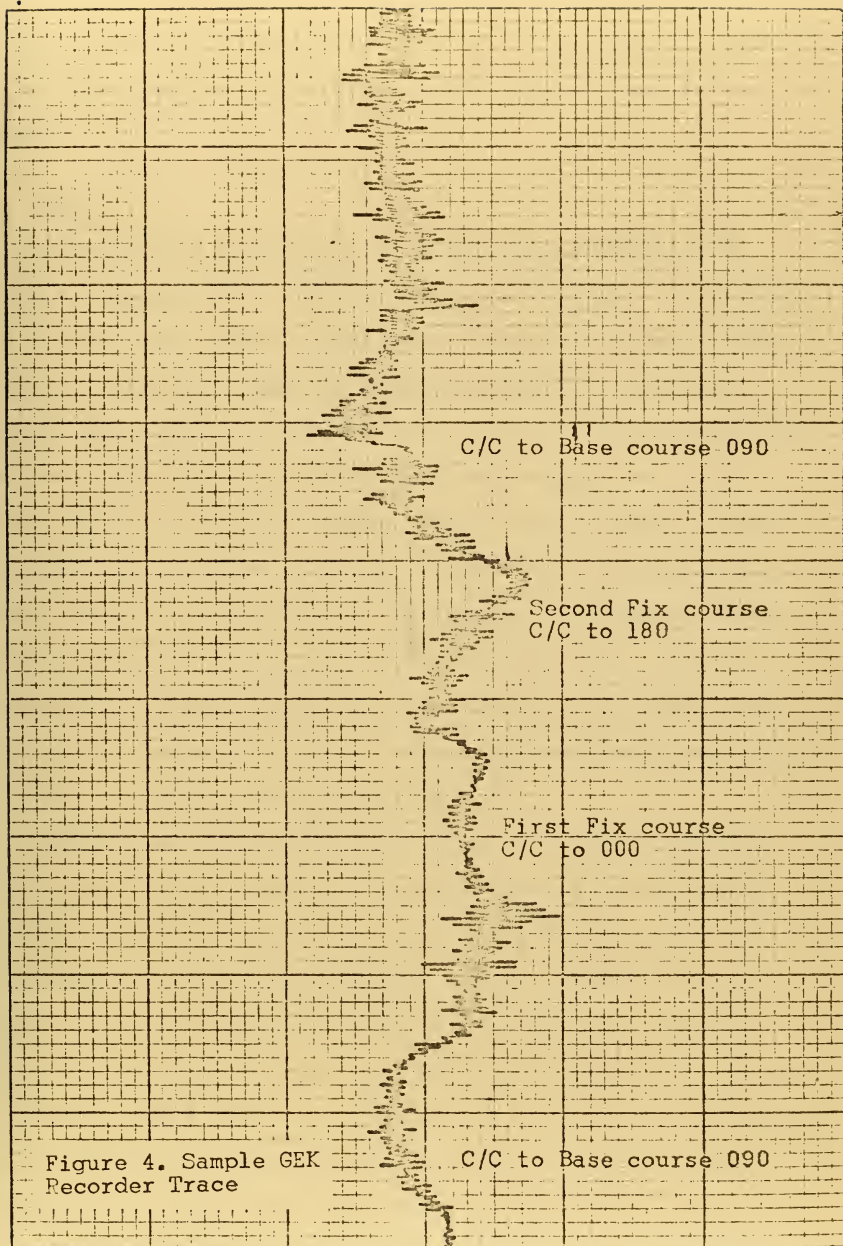 C/C to Base course 090
Second Fix course
C/C to 180
First Fix course
C/C to 000
C/C to Base course 090
Figure 4. Sample GEK
Recorder Trace